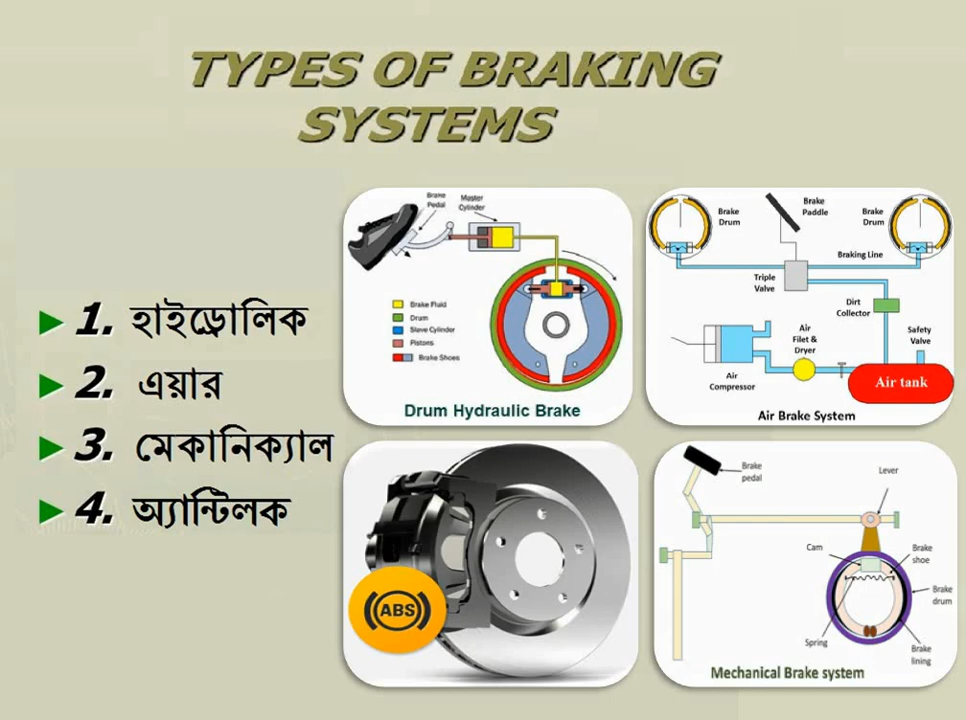 TYPES OF BRAKING
SYSTEMS
1. হাইড্রোলিক
2. এয়ার
3. মেকানিক্যাল
4. অ্যান্টিলক
Brake
Pedal
Master
Cylinder
Brake Fluid
Drum
Slave Cylinder
Pistons
Brake Shoes
Drum Hydraulic Brake
Brake
Drum
Brake
Paddle
Brake
Drum
Braking Line
Triple
Valve
Dirt
Collector
Air
Filet &
Dryer
Safety
Valve
Air
Compressor
Air tank
Air Brake System
ABS
Brake
pedal
Lever
Cam
Brake
shoe
Brake
drum
Spring
Brake
lining
Mechanical Brake system